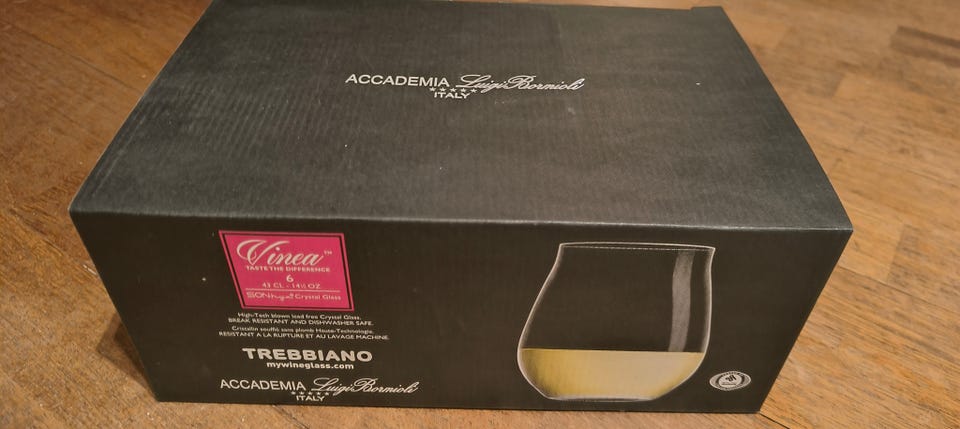 ACCADEMIA Luigi Bormioli
ITALY
Vinea™
TASTE THE DIFFERENCE
6
43 CL - 14½ OZ
SON.hyx® Crystal Glass
High-Tech blown lead free Crystal Glass.
BREAK RESISTANT AND DISHWASHER SAFE.
Cristallin soufflé sans plomb Haute-Technologie.
RESISTANT A LA RUPTURE ET AU LAVAGE MACHINE.
TREBBIANO
mywineglass.com
ACCADEMIA Luigi Bormioli
ITALY